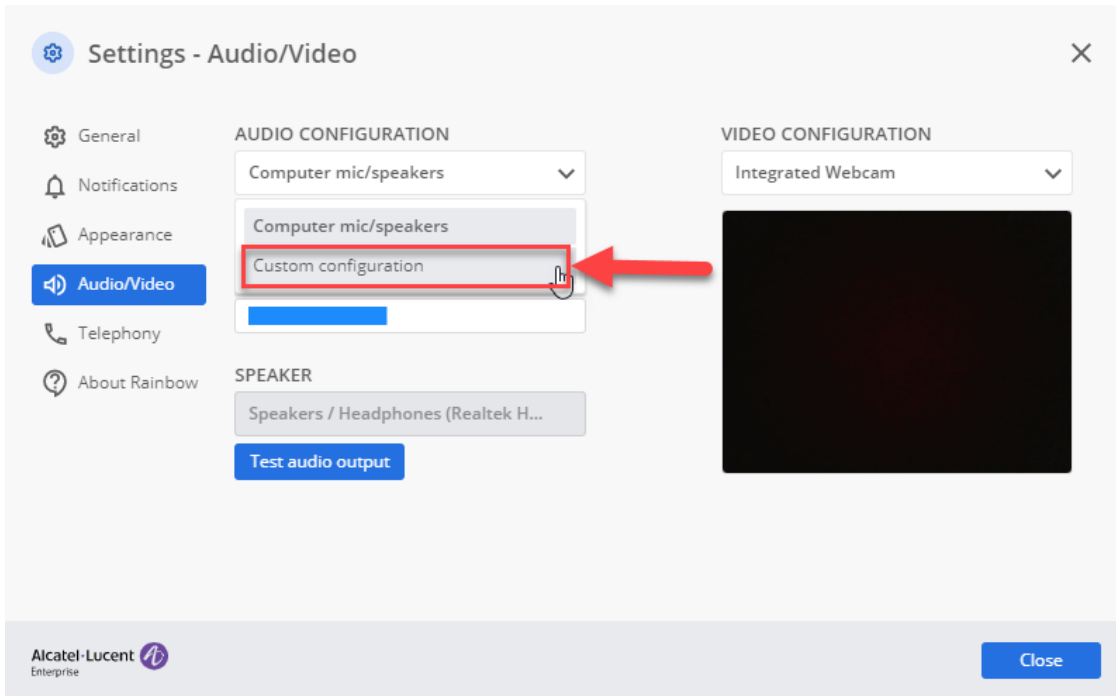 Settings - Audio/Video
General
Notifications
Appearance
Audio/Video
Telephony
About Rainbow
AUDIO CONFIGURATION
Computer mic/speakers
Computer mic/speakers
Custom configuration
SPEAKER
Speakers / Headphones (Realtek H...
Test audio output
VIDEO CONFIGURATION
Integrated Webcam
Alcatel·Lucent
Enterprise
Close